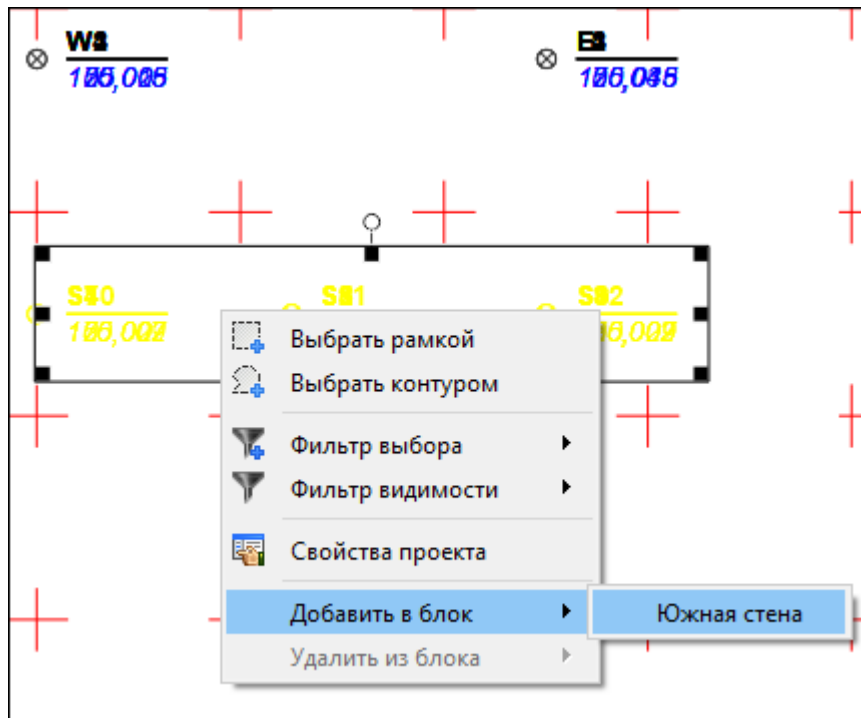 Выбрать рамкой
Выбрать контуром
Фильтр выбора
Фильтр видимости
Свойства проекта
Добавить в блок
Южная стена
Удалить из блока